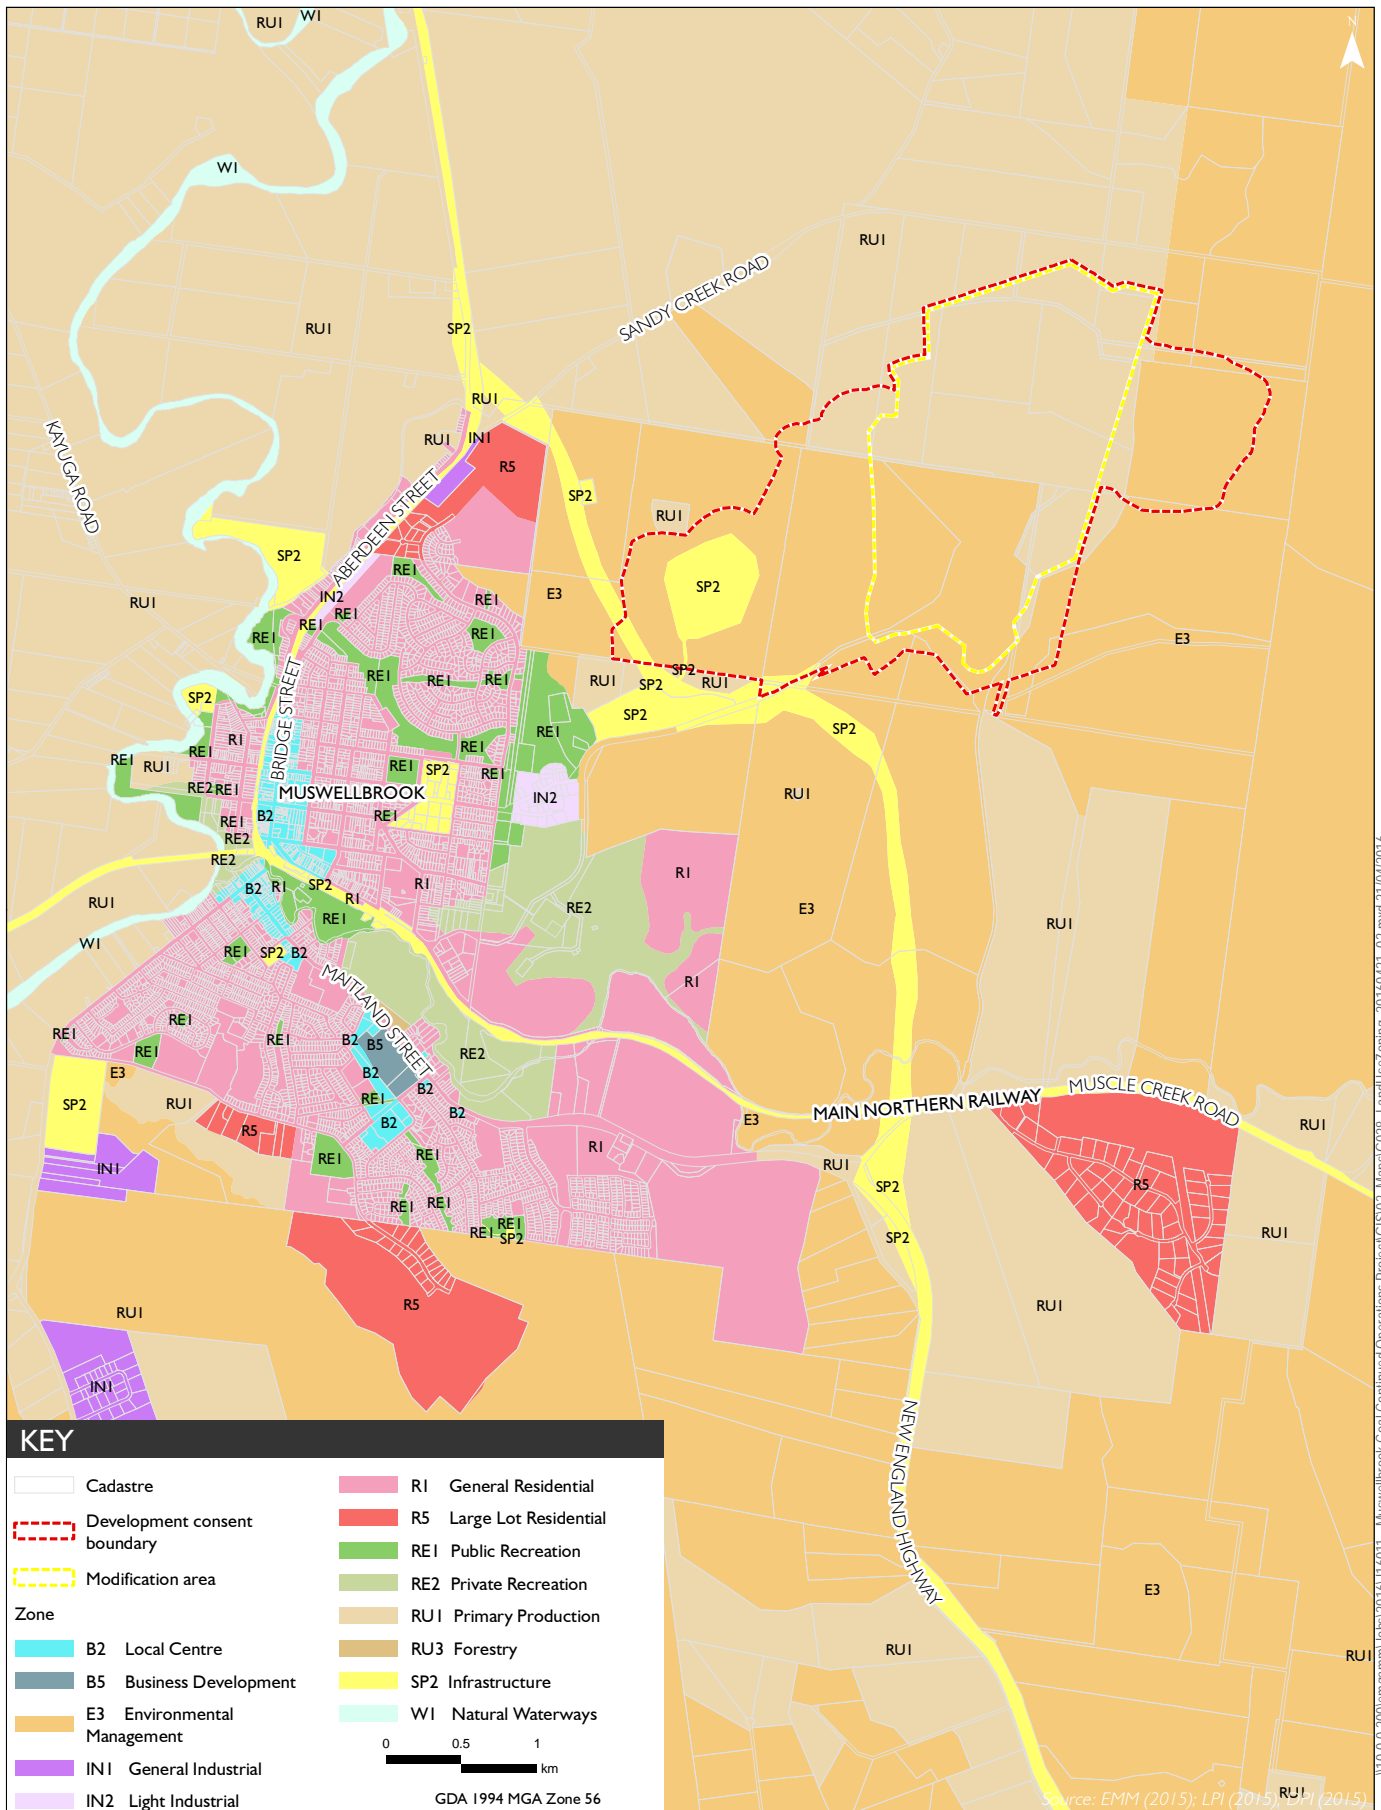 RU1
W1
N
W1
RU1
SANDY CREEK ROAD
RU1
SP2
RU1
RU1
IN1
R5
KAYUGA ROAD
SP2
RU1
ABERDEEN STREET
SP2
RE1
SP2
RU1
IN2
RE1
RE1
RE1
E3
RE1
RE1
E3
BRIDGE STREET
RE1
RE1
RE1
RU1
SP2
SP2
RU1
SP2
SP2
SP2
R1
RE1
RE1
RE1
RE1
RU1
RE1
SP2
RE1
RE2
RE1
MUSWELLBROOK
IN2
RU1
RE1
B2
RE1
RE2
RE2
R1
B2
R1
SP2
R1
R1
RU1
RE1
RE2
E3
RU1
W1
RE1
SP2
B2
MAITLAND STREET
R1
RE1
RE1
RE1
RE1
B2
B5
RE2
E3
B2
B2
SP2
RU1
RE1
B2
MAIN NORTHERN RAILWAY
MUSCLE CREEK ROAD
R5
B2
E3
RU1
IN1
RE1
RE1
R1
RU1
SP2
R5
RE1
RE1
RE1
RE1
SP2
SP2
RU1
RU1
R5
RU1
IN1
NEW ENGLAND HIGHWAY
E3
RU1
RU1
RU1
KEY
Cadastre
Development consent
boundary
Modification area
Zone
B2 Local Centre
B5 Business Development
E3 Environmental
Management
IN1 General Industrial
IN2 Light Industrial
R1 General Residential
R5 Large Lot Residential
RE1 Public Recreation
RE2 Private Recreation
RU1 Primary Production
RU3 Forestry
SP2 Infrastructure
W1 Natural Waterways
0 0.5 1
km
GDA 1994 MGA Zone 56
Source: EMM (2015); LPI (2015); DPI (2015)